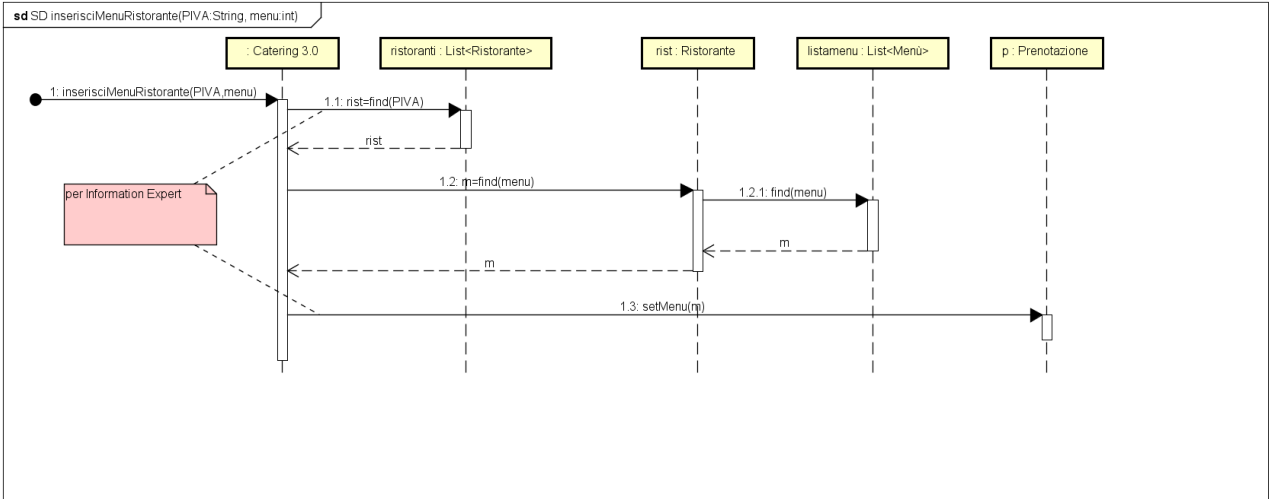 sd SD inserisciMenuRistorante(PIVA:String, menu:int)
: Catering 3.0
ristoranti : List<Ristorante>
rist : Ristorante
listamenu : List<Menù>
p : Prenotazione
1: inserisciMenuRistorante(PIVA,menu)
1.1: rist=find(PIVA)
rist
per Information Expert
1.2: m=find(menu)
1.2.1: find(menu)
m
m
1.3: setMenu(m)